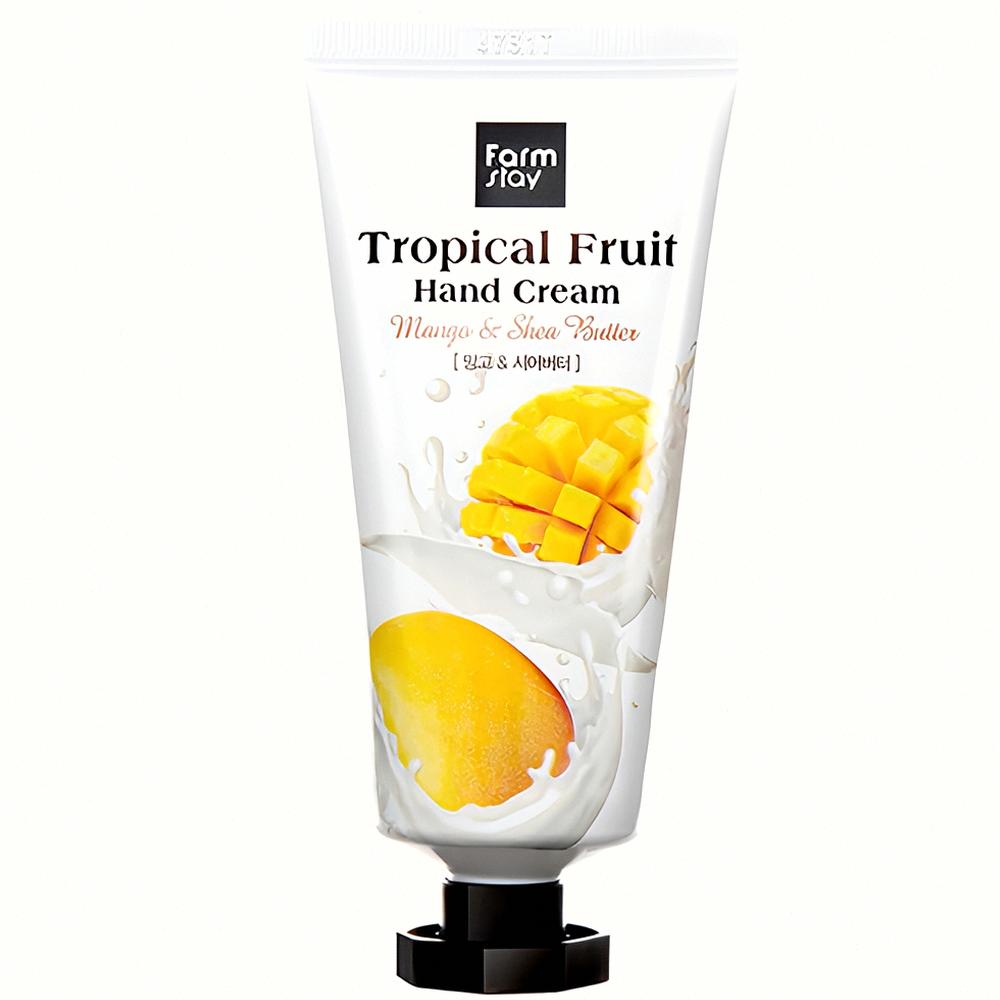 Farm
stay
Tropical Fruit
Hand Cream
Mango & Shea Butter
[ 망고 & 시어버터 ]